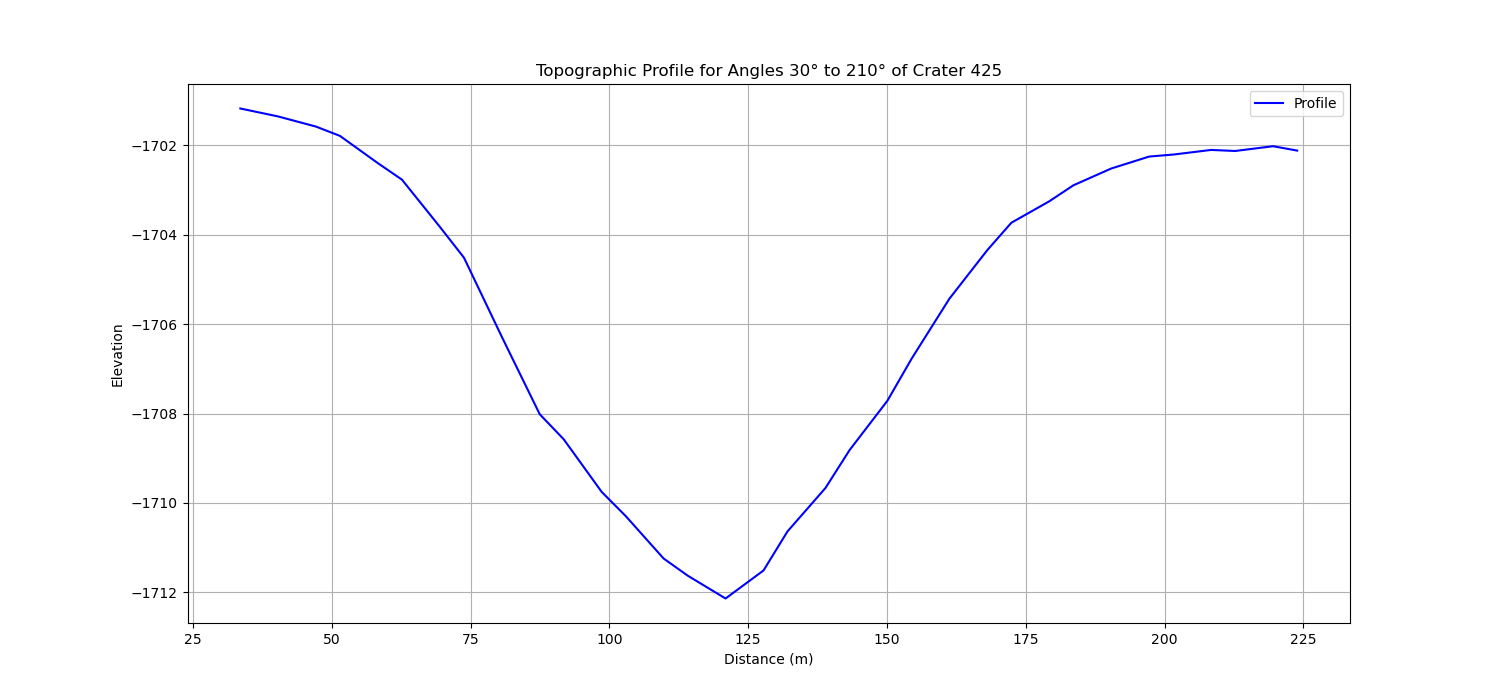 Topographic Profile for Angles 30° to 210° of Crater 425
Profile
−1702
−1704
−1706
−1708
−1710
−1712
Elevation
25 50 75 100 125 150 175 200 225
Distance (m)